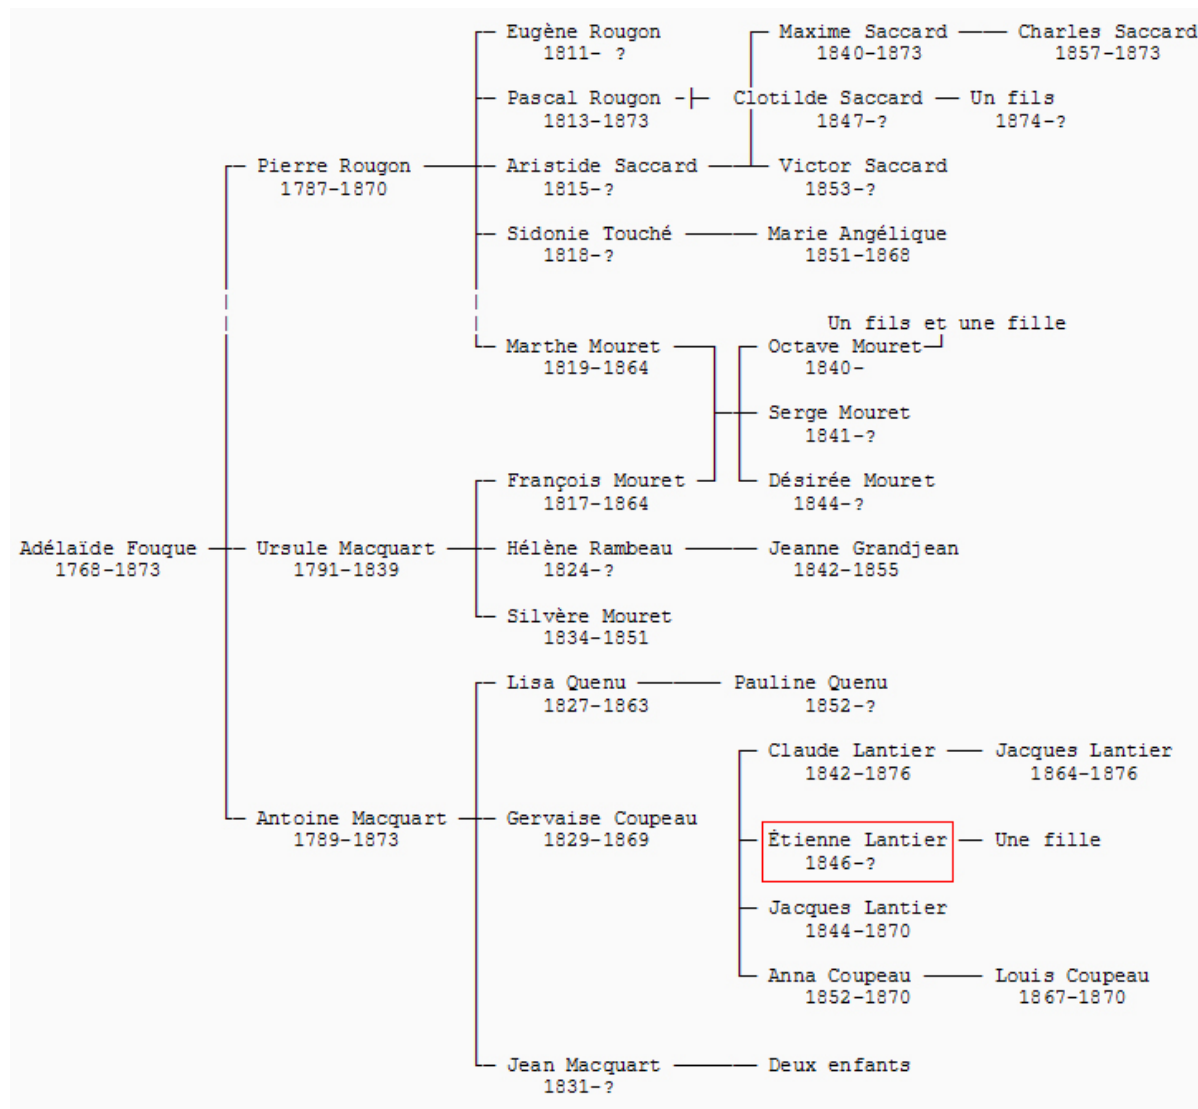 Eugène Rougon Maxime Saccard Charles Saccard
1811- ? 1840-1873 1857-1873
Pascal Rougon Clotilde Saccard Un fils
1813-1873 1847-? 1874-?
Pierre Rougon Aristide Saccard Victor Saccard
1787-1870 1815-? 1853-?
Sidonie Touché Marie Angélique
1818-? 1851-1868
Un fils et une fille
Marthe Mouret Octave Mouret
1819-1864 1840-
Serge Mouret
1841-?
François Mouret Désirée Mouret
1817-1864 1844-?
Adélaïde Fouque Ursule Macquart Hélène Rambeau Jeanne Grandjean
1768-1873 1791-1839 1824-? 1842-1855
Silvère Mouret
1834-1851
Lisa Quenu Pauline Quenu
1827-1863 1852-?
Claude Lantier Jacques Lantier
1842-1876 1864-1876
Antoine Macquart Gervaise Coupeau
1789-1873 1829-1869
Étienne Lantier Une fille
1846-?
Jacques Lantier
1844-1870
Anna Coupeau Louis Coupeau
1852-1870 1867-1870
Jean Macquart Deux enfants
1831-?